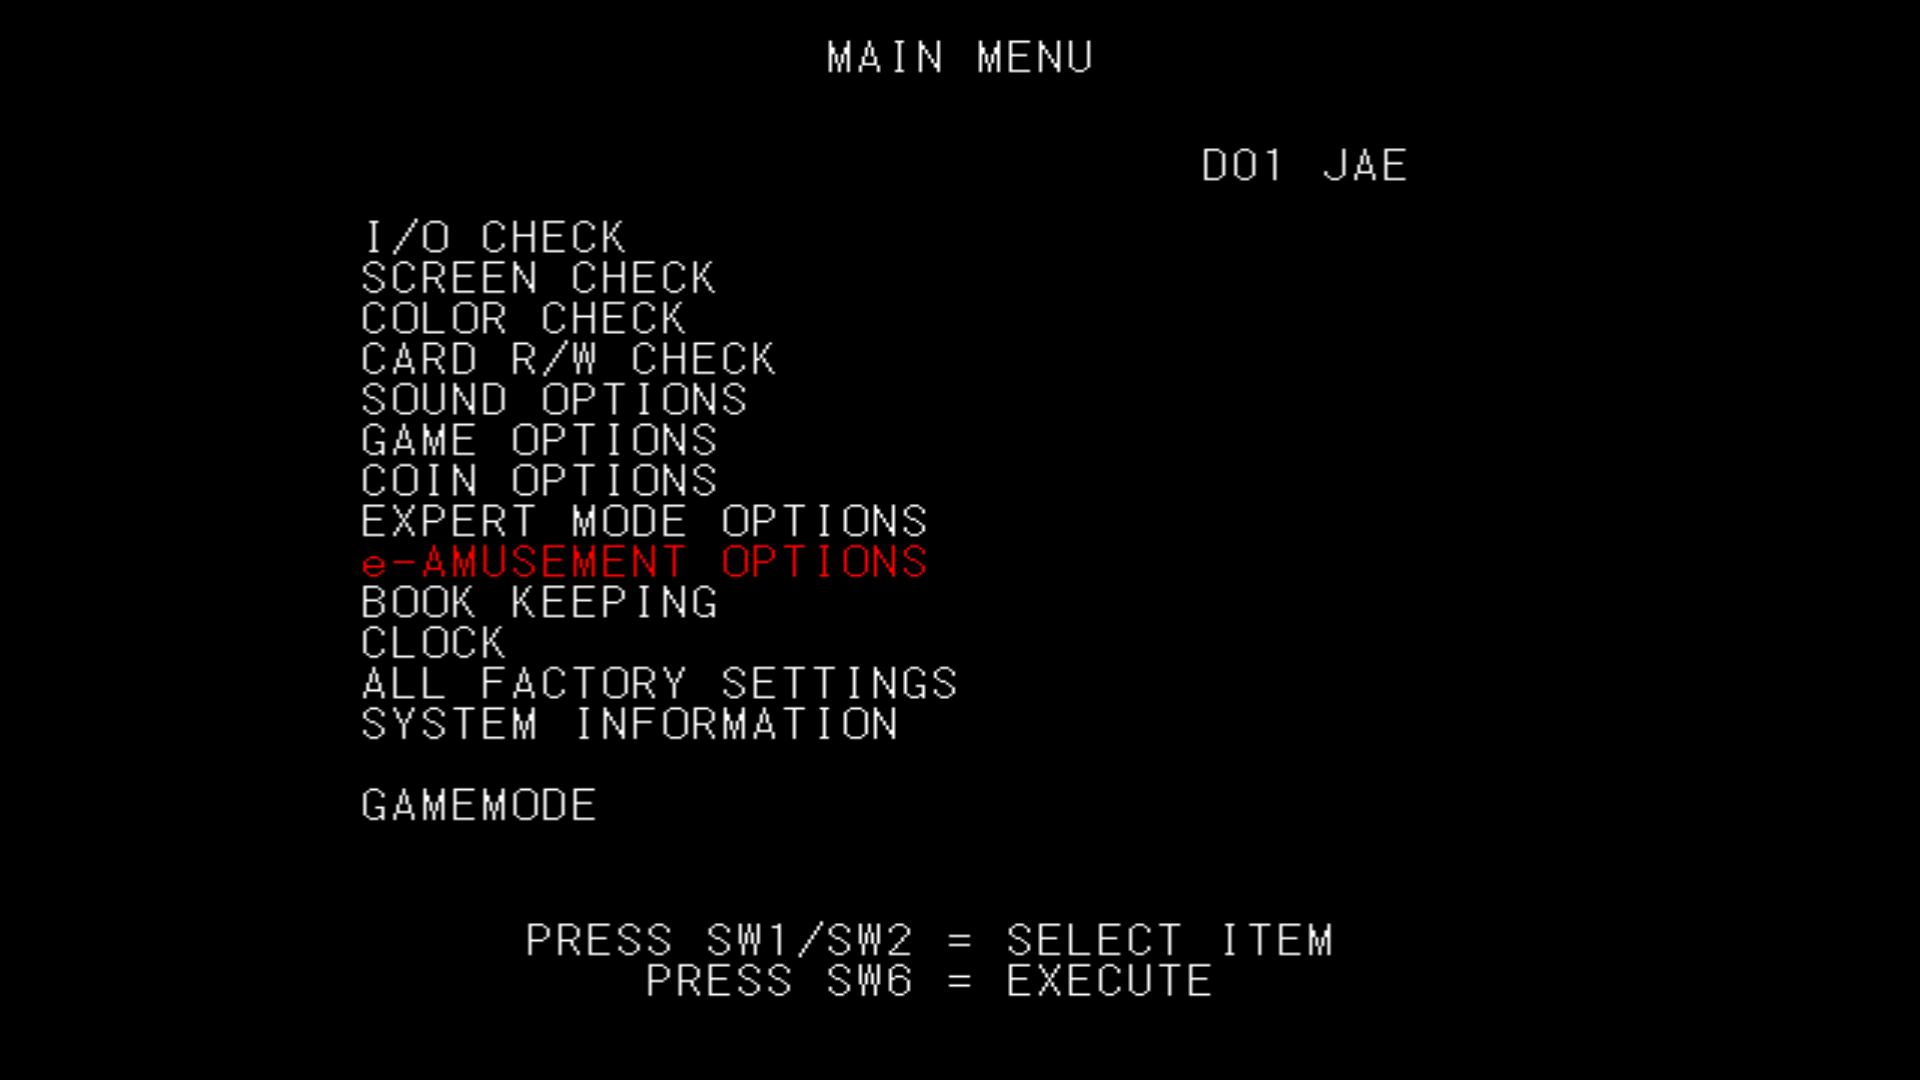 MAIN MENU
D01 JAE
I/O CHECK
SCREEN CHECK
COLOR CHECK
CARD R/W CHECK
SOUND OPTIONS
GAME OPTIONS
COIN OPTIONS
EXPERT MODE OPTIONS
e-AMUSEMENT OPTIONS
BOOK KEEPING
CLOCK
ALL FACTORY SETTINGS
SYSTEM INFORMATION
GAMEMODE
PRESS SW1/SW2 = SELECT ITEM
PRESS SW6 = EXECUTE